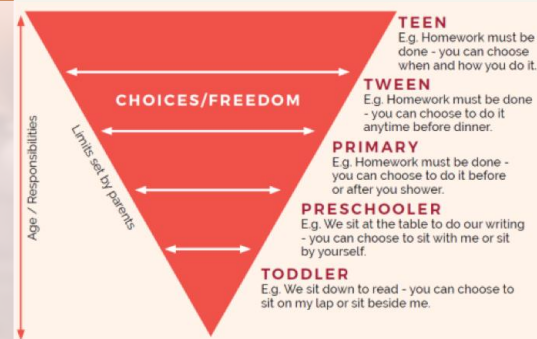 TEEN
E.g. Homework must be
done - you can choose
when and how you do it.
TWEEN
E.g. Homework must be done
- you can choose to do it
anytime before dinner.
PRIMARY
E.g. Homework must be done -
you can choose to do it before
or after you shower.
PRESCHOOLER
E.g. We sit at the table to do our writing
- you can choose to sit with me or sit
by yourself.
TODDLER
E.g. We sit down to read - you can choose to
sit on my lap or sit beside me.
CHOICES/FREEDOM
Limits set by parents
Age / Responsibilities